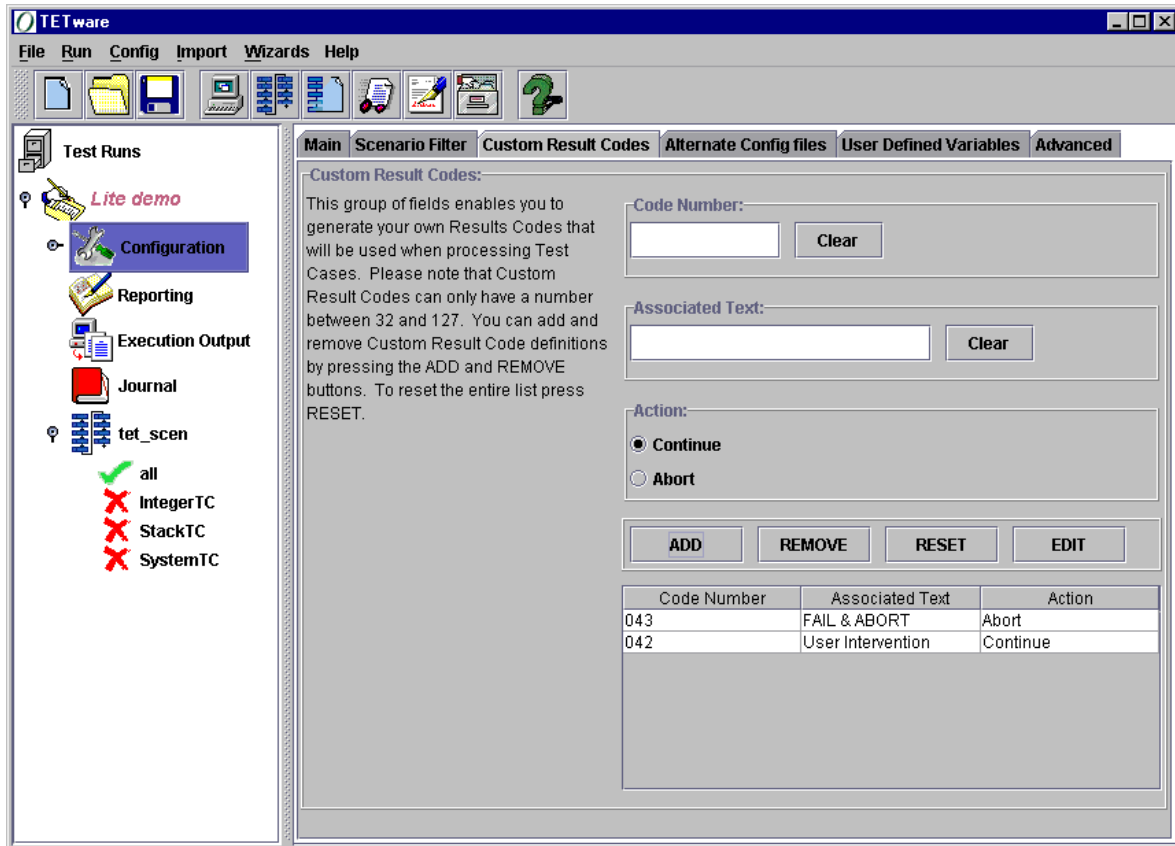 TETware
File Run Config Import Wizards Help
Test Runs
Lite demo
Configuration
Reporting
Execution Output
Journal
tet_scen
all
IntegerTC
StackTC
SystemTC
Main Scenario Filter Custom Result Codes Alternate Config files User Defined Variables Advanced
Custom Result Codes:
This group of fields enables you to
generate your own Results Codes that
will be used when processing Test
Cases. Please note that Custom
Result Codes can only have a number
between 32 and 127. You can add and
remove Custom Result Code definitions
by pressing the ADD and REMOVE
buttons. To reset the entire list press
RESET.
Code Number:
Clear
Associated Text:
Clear
Action:
Continue
Abort
ADD REMOVE RESET EDIT
Code Number Associated Text Action
043 FAIL & ABORT Abort
042 User Intervention Continue